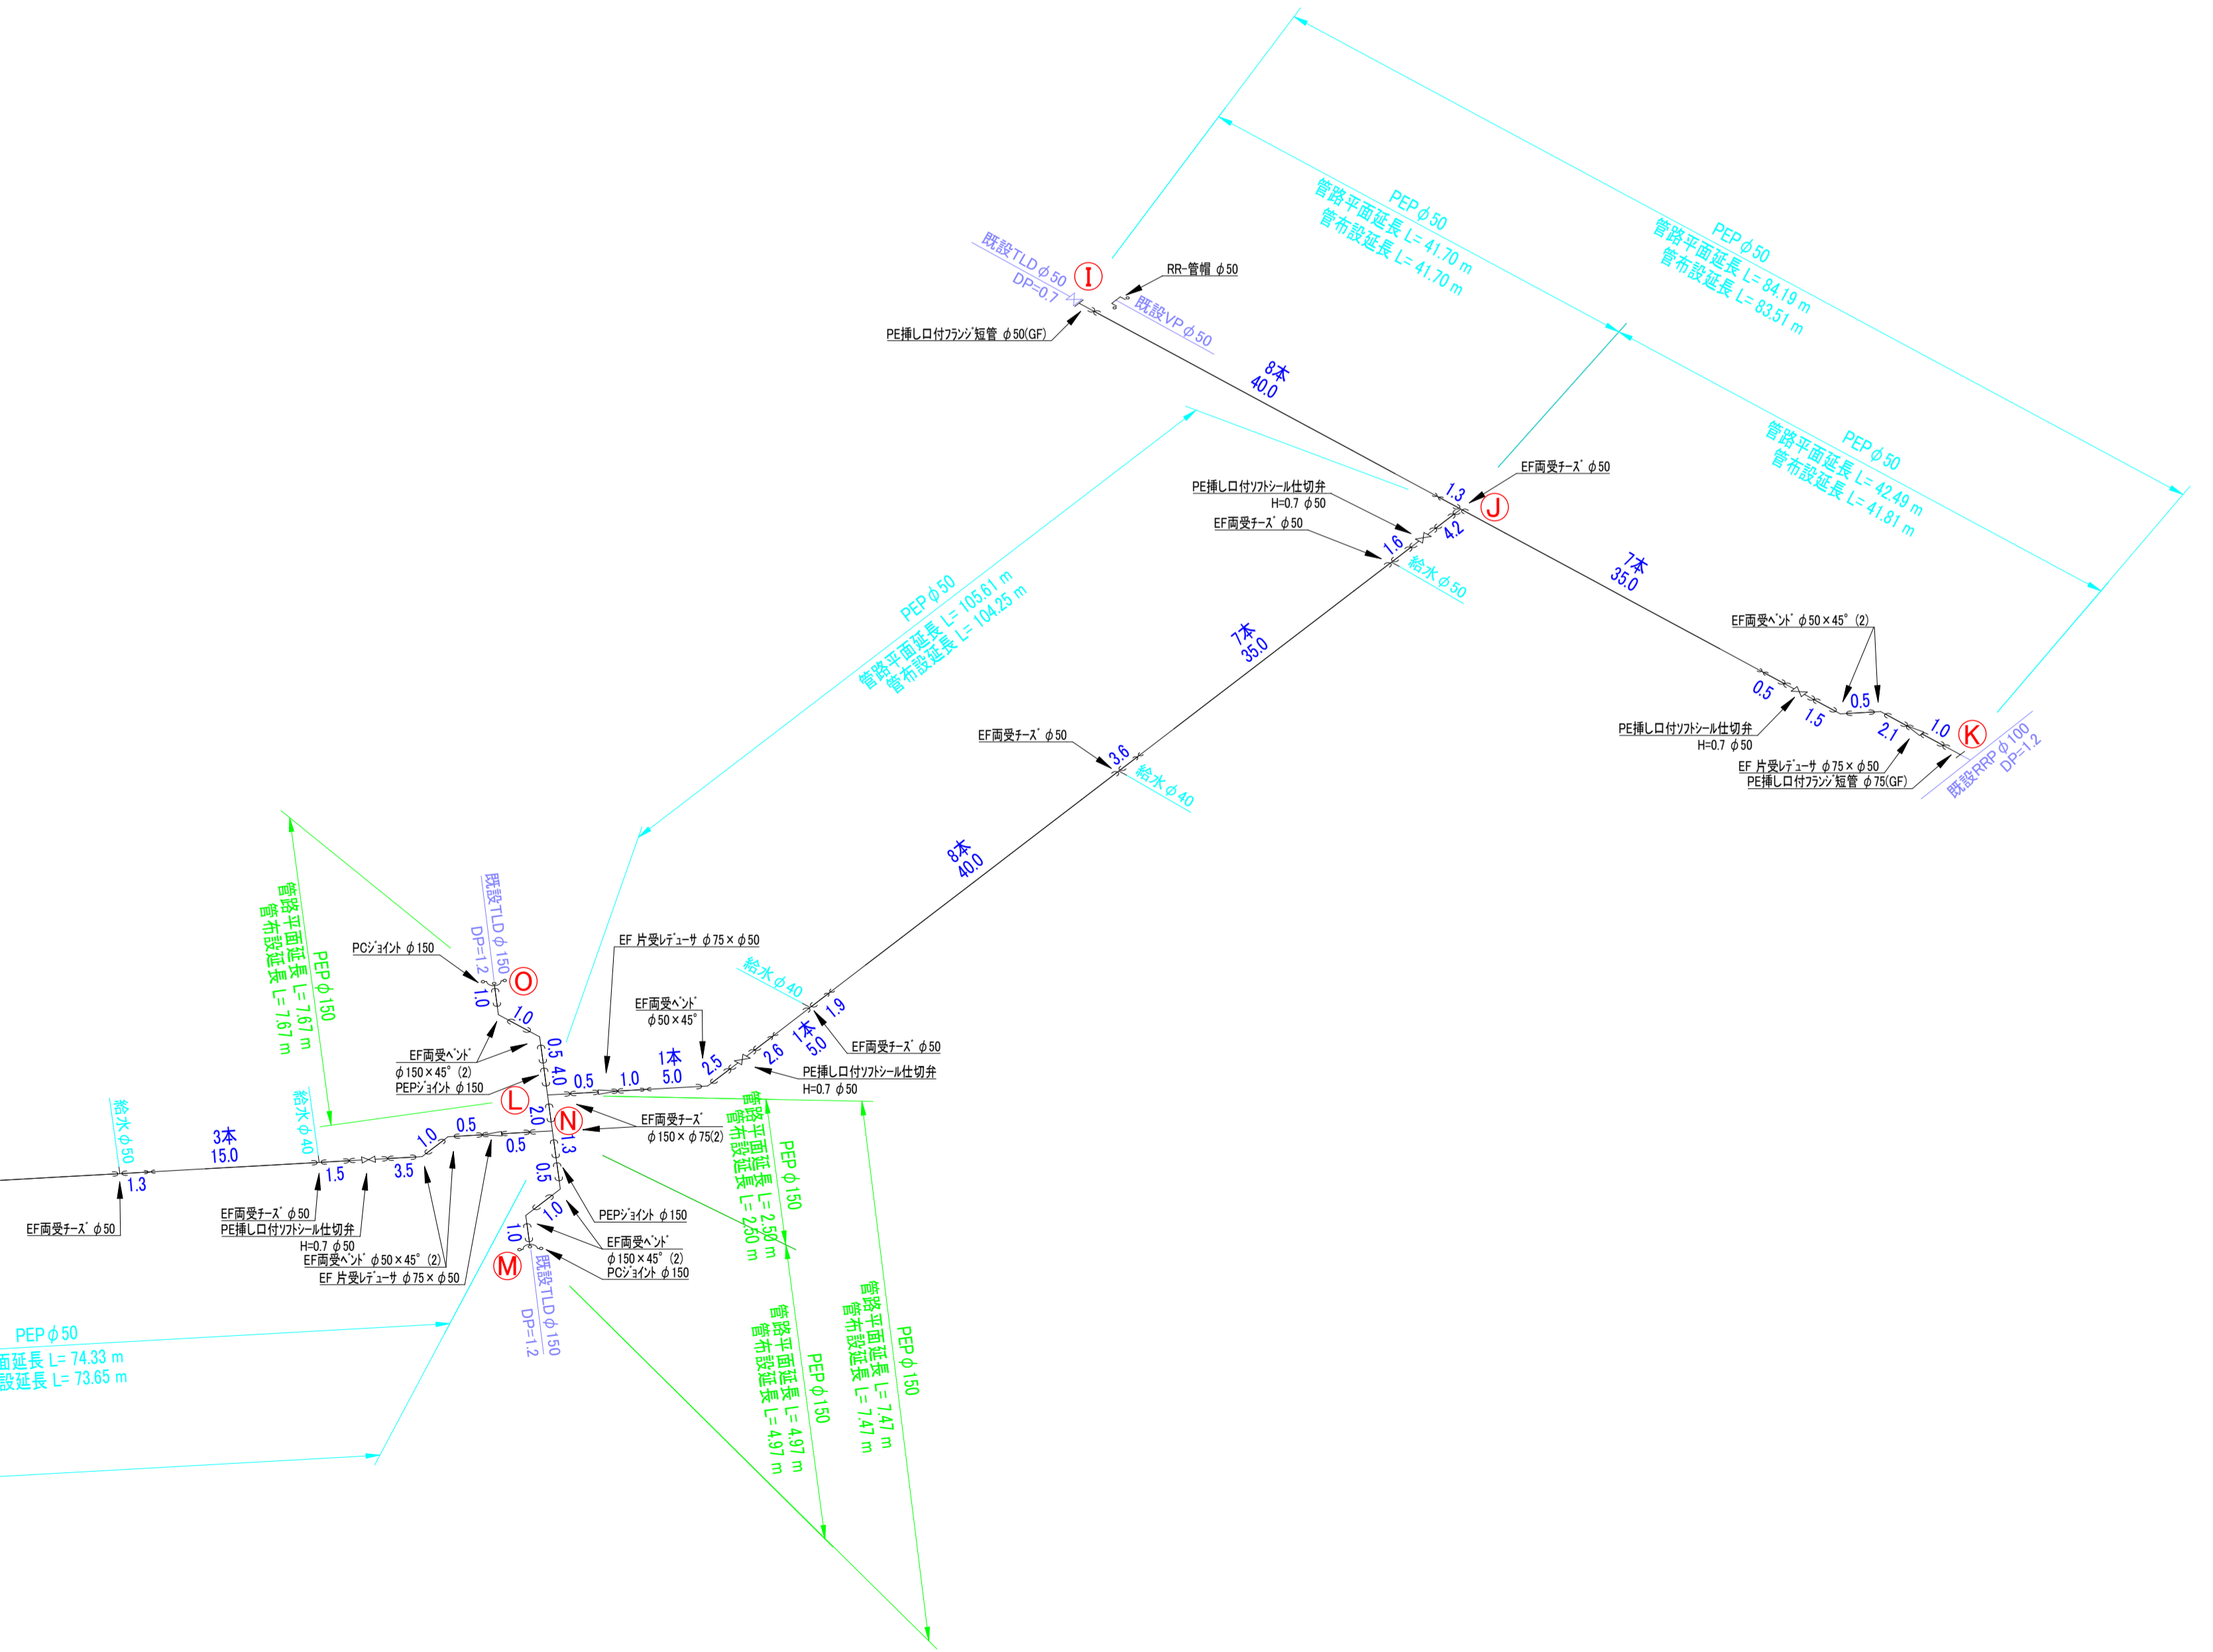 PEPφ50
管路平面延長 L= 84.19 m
管布設延長 L= 83.51 m
PEPφ50
管路平面延長 L= 41.70 m
管布設延長 L= 41.70 m
既設TLDφ50
DP=0.7
I
RR-管帽 φ50
既設VPφ50
PE挿し口付フランジ短管 φ50(GF)
8本
40.0
PEPφ50
管路平面延長 L= 42.49 m
管布設延長 L= 41.81 m
EF両受チーズ φ50
1.3
J
PE挿し口付ソフトシール仕切弁
H=0.7 φ50
4.2
EF両受チーズ φ50
1.6
給水φ50
7本
35.0
EF両受ベンド φ50×45° (2)
0.5
1.5
0.5
2.1
1.0
K
PE挿し口付ソフトシール仕切弁
H=0.7 φ50
EF 片受レデューサ φ75×φ50
PE挿し口付フランジ短管 φ75(GF)
既設RRPφ100
DP=1.2
PEPφ50
管路平面延長 L= 105.61 m
管布設延長 L= 104.25 m
7本
35.0
EF両受チーズ φ50
3.6
給水φ40
8本
40.0
給水φ40
1.9
EF両受チーズ φ50
1本
5.0
2.6
PE挿し口付ソフトシール仕切弁
H=0.7 φ50
2.5
EF両受ベンド
φ50×45°
EF 片受レデューサ φ75×φ50
1本
5.0
1.0
0.5
PEPφ150
管路平面延長 L= 7.67 m
管布設延長 L= 7.67 m
既設TLDφ150
DP=1.2
PCジョイント φ150
O
1.0
1.0
EF両受ベンド
φ150×45° (2)
PEPジョイント φ150
0.5
4.0
L
2.0
N
EF両受チーズ
φ150×φ75(2)
1.3
0.5
1.0
1.0
PEPジョイント φ150
EF両受ベンド
φ150×45° (2)
PCジョイント φ150
M
既設TLDφ150
DP=1.2
給水φ50
3本
15.0
給水φ40
1.3
1.5
3.5
1.0
0.5
0.5
EF両受チーズ φ50
EF両受チーズ φ50
PE挿し口付ソフトシール仕切弁
H=0.7 φ50
EF両受ベンド φ50×45° (2)
EF 片受レデューサ φ75×φ50
PEPφ50
面延長 L= 74.33 m
設延長 L= 73.65 m
PEPφ150
管路平面延長 L= 2.50 m
管布設延長 L= 2.50 m
PEPφ150
管路平面延長 L= 4.97 m
管布設延長 L= 4.97 m
PEPφ150
管路平面延長 L= 7.47 m
管布設延長 L= 7.47 m